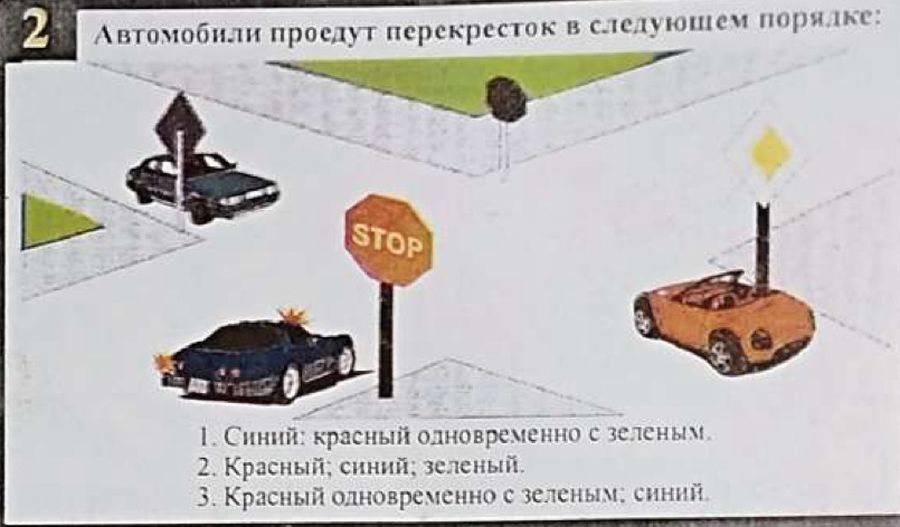 2
Автомобили проедут перекресток в следующем порядке:
STOP
1. Синий: красный одновременно с зеленым.
2. Красный; синий; зеленый.
3. Красный одновременно с зеленым; синий.